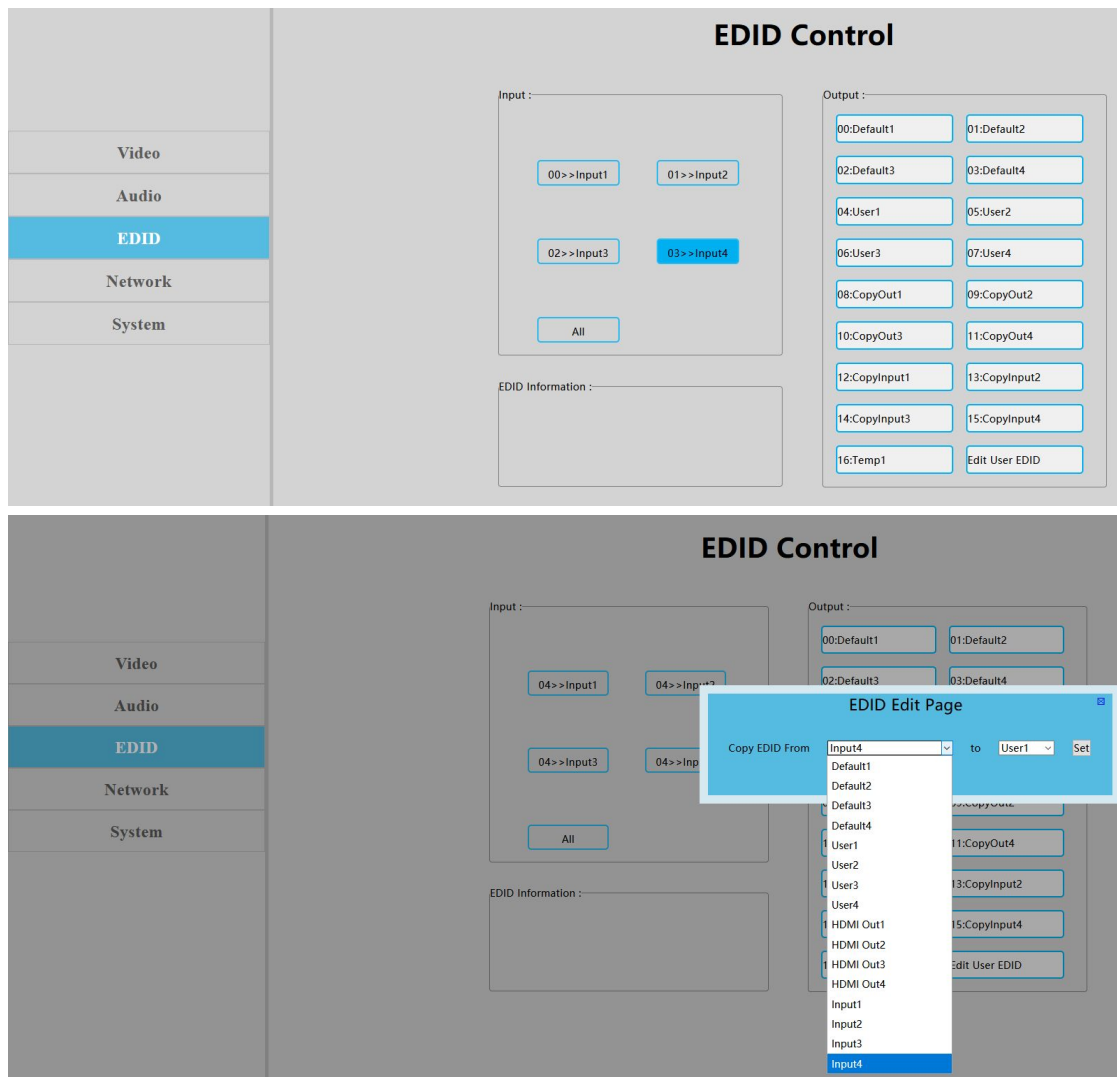 EDID Control
Video
Audio
EDID
Network
System
Input :
00>>Input1
01>>Input2
02>>Input3
03>>Input4
All
EDID Information :
Output :
00:Default1
01:Default2
02:Default3
03:Default4
04:User1
05:User2
06:User3
07:User4
08:CopyOut1
09:CopyOut2
10:CopyOut3
11:CopyOut4
12:CopyInput1
13:CopyInput2
14:CopyInput3
15:CopyInput4
16:Temp1
Edit User EDID
EDID Control
Video
Audio
EDID
Network
System
Input :
04>>Input1
04>>Input2
04>>Input3
04>>Inp
All
EDID Information :
Output :
00:Default1
01:Default2
02:Default3
03:Default4
EDID Edit Page
Copy EDID From
Input4
to
User1
Set
Default1
Default2
Default3
Default4
User1
User2
User3
User4
HDMI Out1
HDMI Out2
HDMI Out3
HDMI Out4
Input1
Input2
Input3
Input4
11:CopyOut4
13:CopyInput2
15:CopyInput4
Edit User EDID